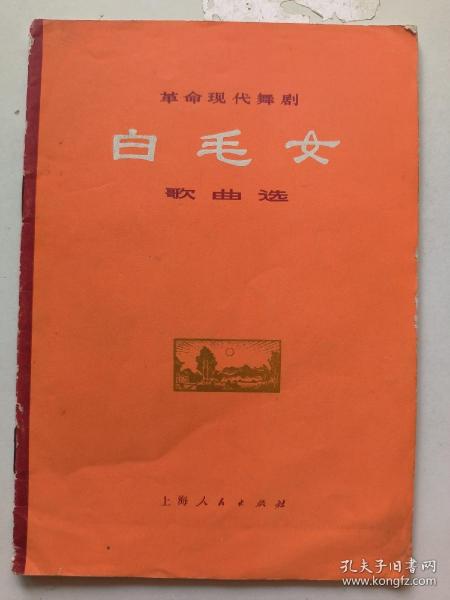 革命现代舞剧
白毛女
歌曲选
上海人民出版社
孔夫子旧书网
www.kongfz.com